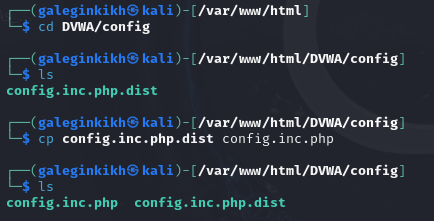 ┌──(galeginkikh㉿kali)-[/var/www/html]
└─$ cd DVWA/config
┌──(galeginkikh㉿kali)-[/var/www/html/DVWA/config]
└─$ ls
config.inc.php.dist
┌──(galeginkikh㉿kali)-[/var/www/html/DVWA/config]
└─$ cp config.inc.php.dist config.inc.php
┌──(galeginkikh㉿kali)-[/var/www/html/DVWA/config]
└─$ ls
config.inc.php  config.inc.php.dist